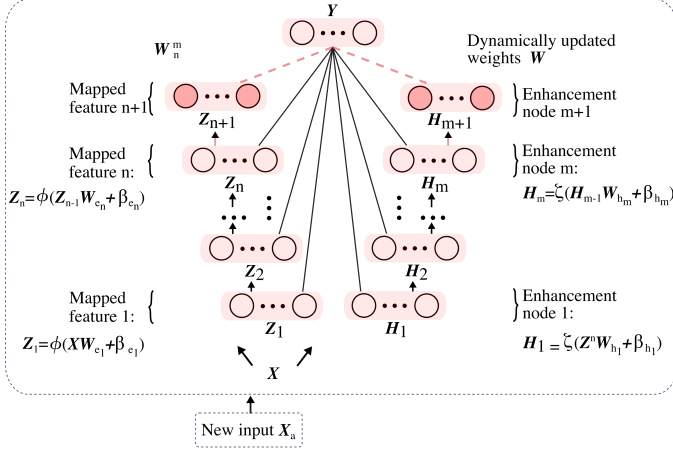 Y
W_n^m
Dynamically updated
weights W
Mapped
feature n+1
Z_{n+1}
H_{m+1}
Enhancement
node m+1
Mapped
feature n:
Z_n
H_m
Enhancement
node m:
Z_n=ϕ(Z_{n-1}W_{e_n}+β_{e_n})
H_m=ζ(H_{m-1}W_{h_m}+β_{h_m})
Z_2
H_2
Mapped
feature 1:
Z_1
H_1
Enhancement
node 1:
Z_1=ϕ(XW_{e_1}+β_{e_1})
H_1=ζ(Z^nW_{h_1}+β_{h_1})
X
New input X_a